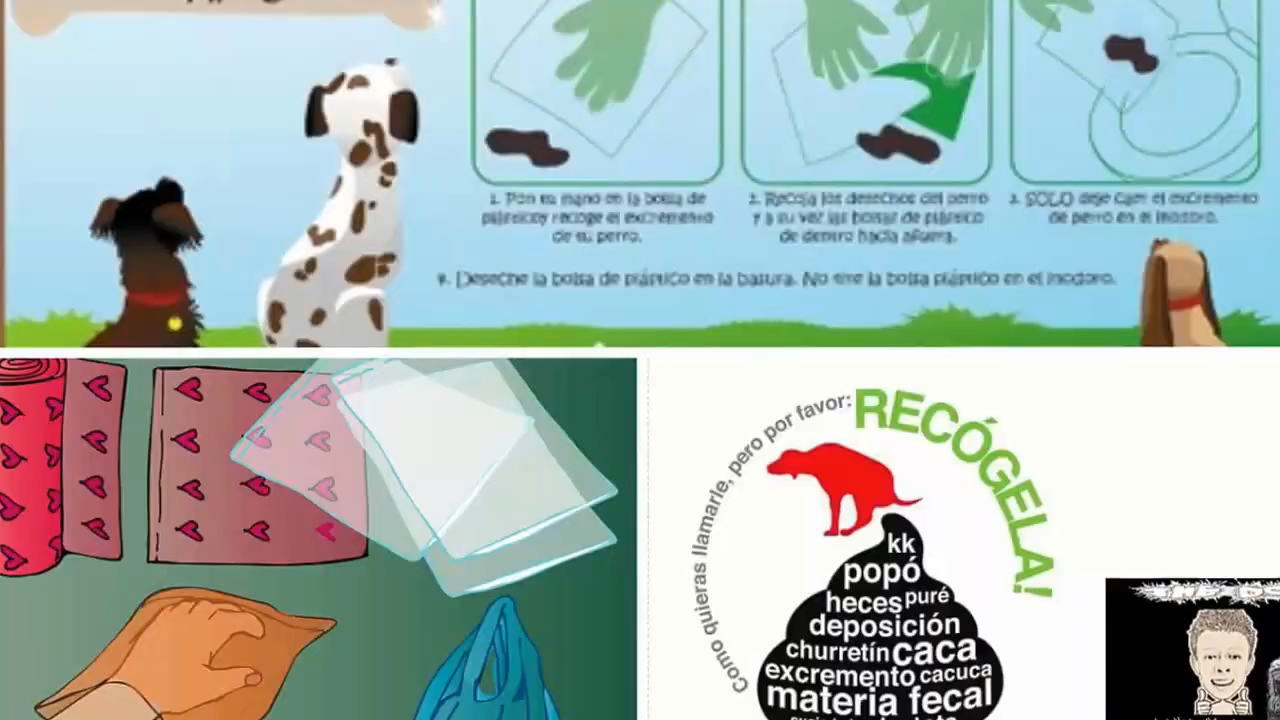 1. Pon su mano en la bolsa de
plástico y recoge el excremento
de su perro.
2. Recoja los desechos del perro
y a su vez las bolsas de plástico
de dentro hacia afuera.
3. SOLO deje caer el excremento
de perro en el inodoro.
4. Deseche la bolsa de plástico en la basura. No tire la bolsa plástico en el inodoro.
Como quieras llamarle, pero por favor: RECÓGELA!
kk
popó
heces puré
deposición
churretín caca
excremento cacuca
materia fecal
THE